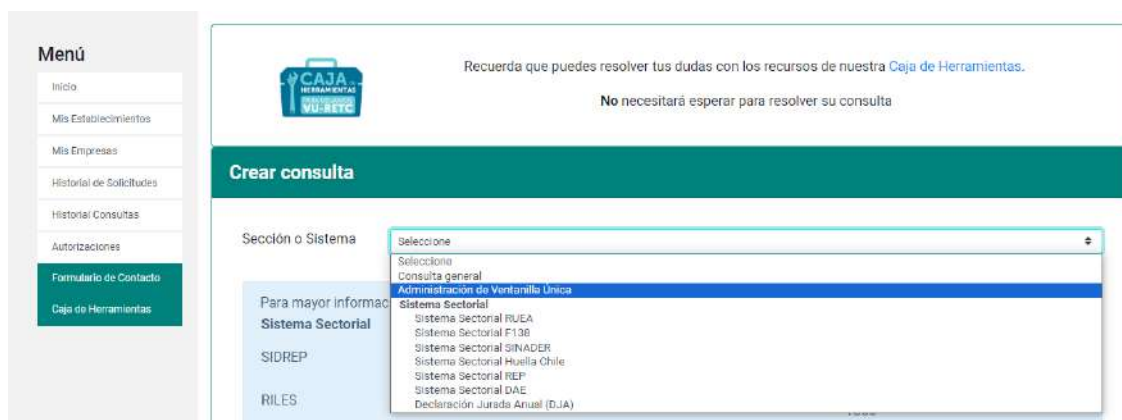 Menú
Inicio
Mis Establecimientos
Mis Empresas
Historial de Solicitudes
Historial Consultas
Autorizaciones
Formulario de Contacto
Caja de Herramientas
CAJA DE
HERRAMIENTAS
VU-RETC
Recuerda que puedes resolver tus dudas con los recursos de nuestra Caja de Herramientas.
No necesitará esperar para resolver su consulta
Crear consulta
Sección o Sistema
Seleccione
Seleccione
Consulta general
Administración de Ventanilla Única
Sistema Sectorial
Sistema Sectorial RUEA
Sistema Sectorial F138
Sistema Sectorial SINADER
Sistema Sectorial Huella Chile
Sistema Sectorial REP
Sistema Sectorial DAE
Declaración Jurada Anual (DJA)
Para mayor informac
Sistema Sectorial
SIDREP
RILES